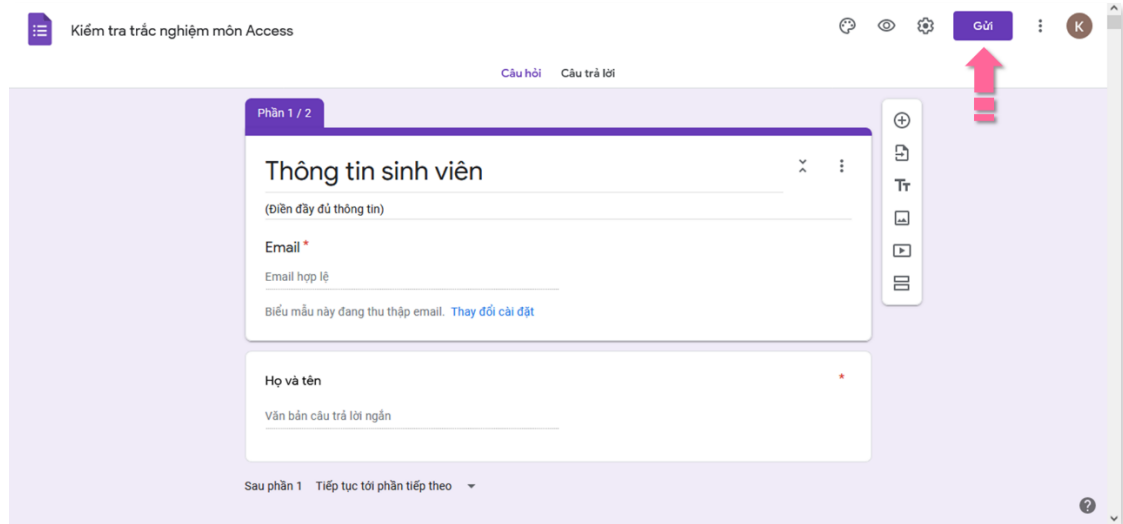 Kiểm tra trắc nghiệm môn Access
Gửi
K
Câu hỏi Câu trả lời
Phần 1 / 2
Thông tin sinh viên
(Điền đầy đủ thông tin)
Email *
Email hợp lệ
Biểu mẫu này đang thu thập email. Thay đổi cài đặt
Họ và tên *
Văn bản câu trả lời ngắn
Sau phần 1 Tiếp tục tới phần tiếp theo